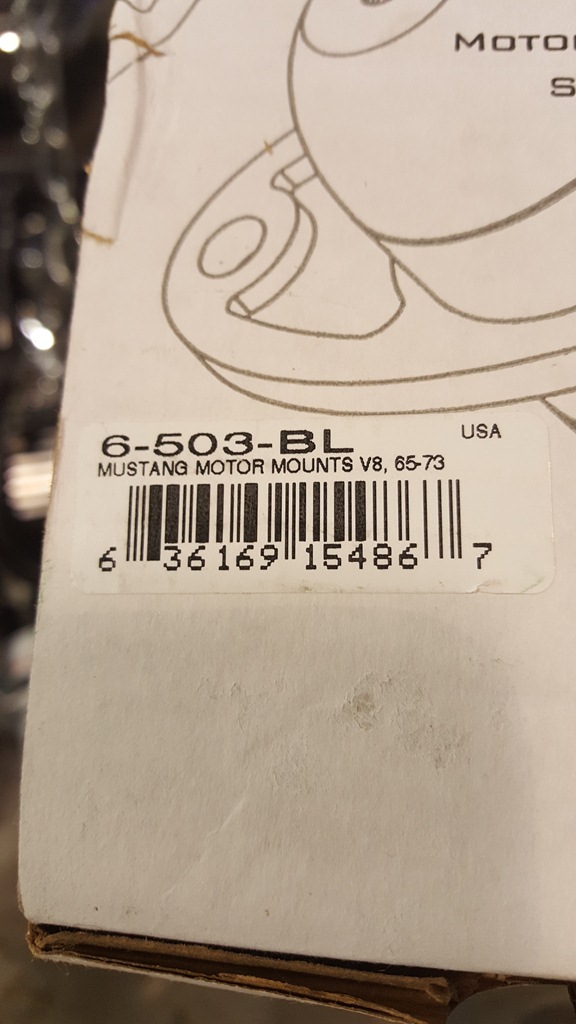 6-503-BL USA
MUSTANG MOTOR MOUNTS V8, 65-73
6 36169 15486 7